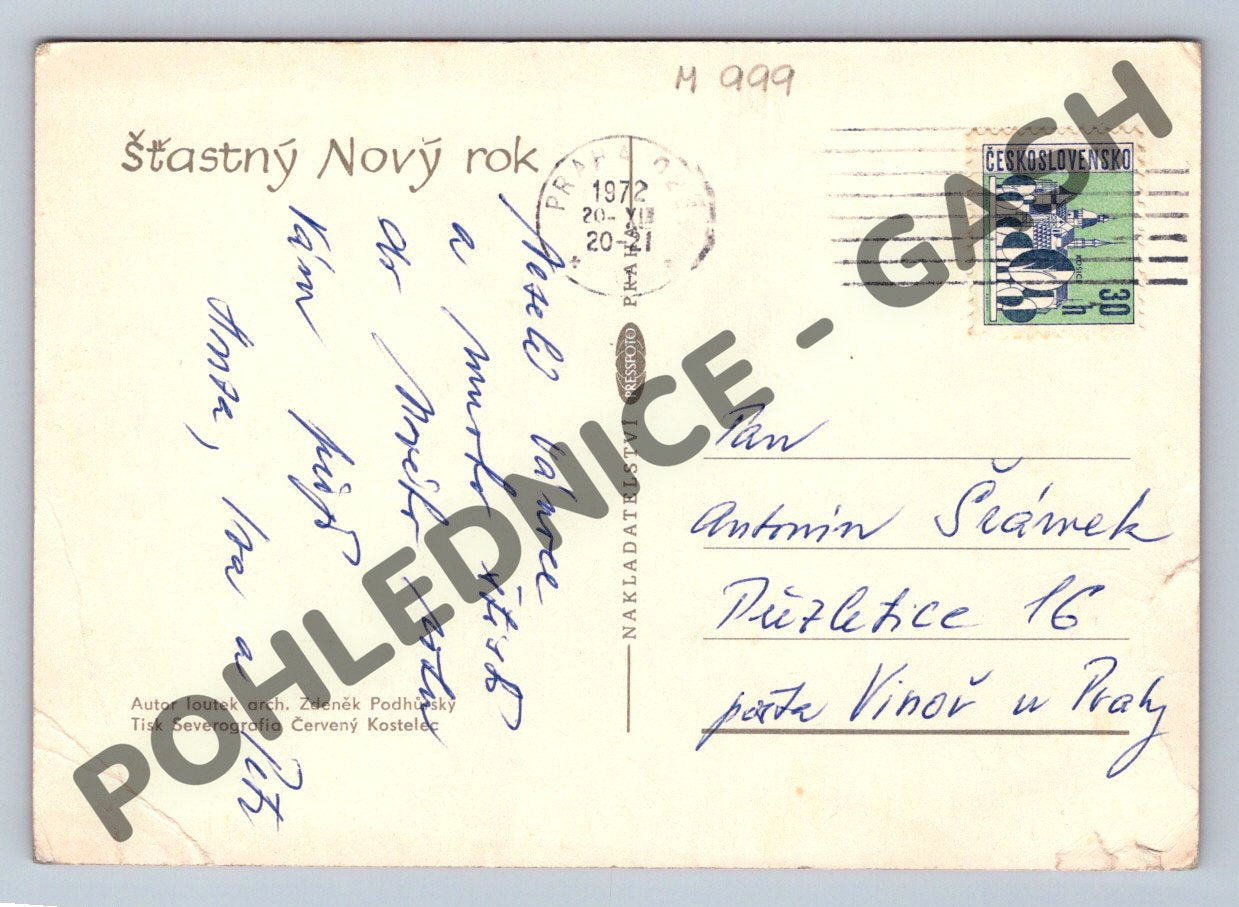 M 999
Šťastný Nový rok
PRAHA
1972
20-XII
20-21
ČESKOSLOVENSKO
30
h
Veselé Vánoce
a mnoho štěstí
do Nového roku
Vám přeje
Iva a
NAKLADATELSTVÍ PRESSFOTO PRAHA
Pan
Antonín Šrámek
16
pošta Vinoř u Prahy
Autor loutek arch. Zdeněk Podhůrský
Tisk Severografia Červený Kostelec
POHLEDNICE - GASH